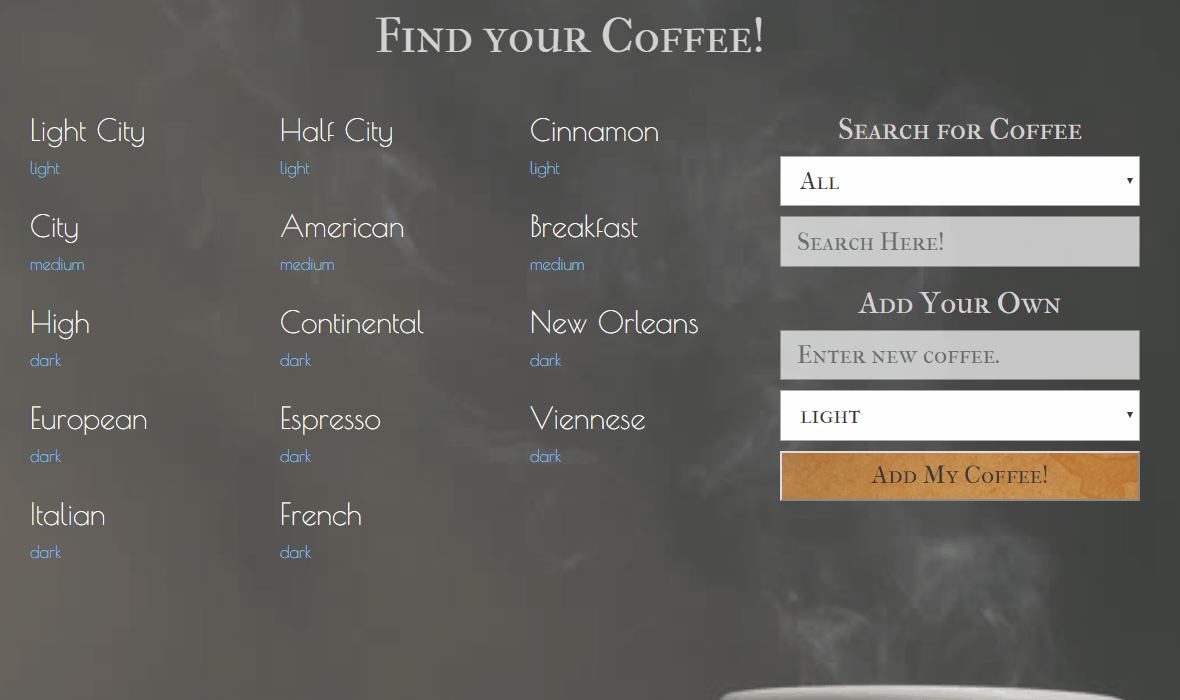 Find your Coffee!
Light City
light
Half City
light
Cinnamon
light
City
medium
American
medium
Breakfast
medium
High
dark
Continental
dark
New Orleans
dark
European
dark
Espresso
dark
Viennese
dark
Italian
dark
French
dark
Search for Coffee
All
Search Here!
Add Your Own
Enter new coffee.
light
Add My Coffee!